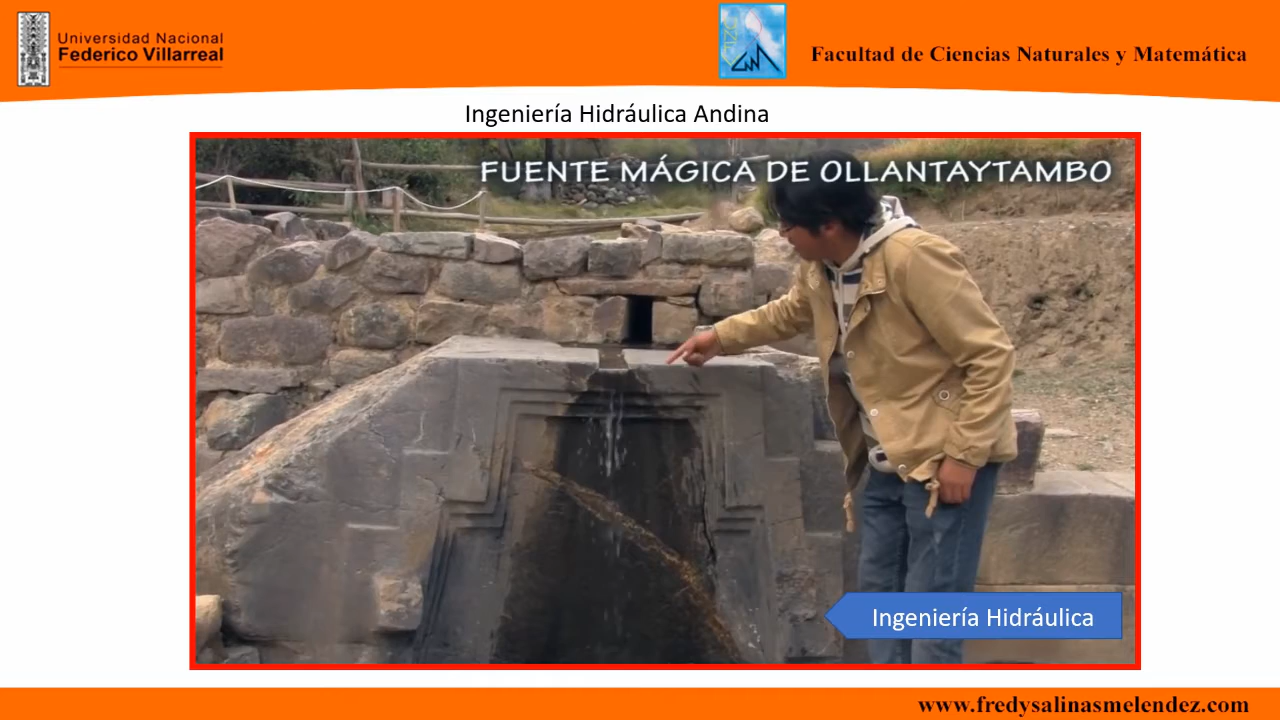 Universidad Nacional
Federico Villarreal
Facultad de Ciencias Naturales y Matemática
Ingeniería Hidráulica Andina
FUENTE MÁGICA DE OLLANTAYTAMBO
Ingeniería Hidráulica
www.fredysalinasmelendez.com